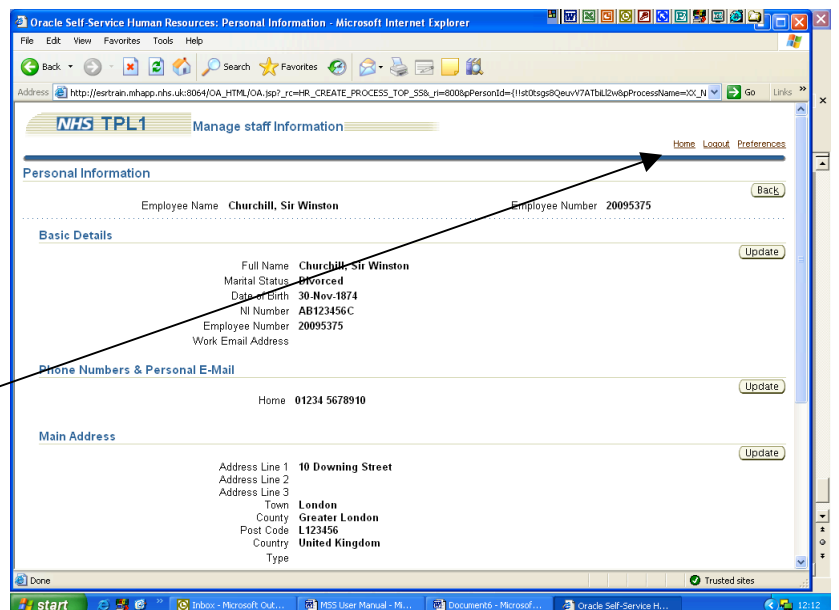 Oracle Self-Service Human Resources: Personal Information - Microsoft Internet Explorer
File Edit View Favorites Tools Help
Back Search Favorites
Address http://esrtrain.mhapp.nhs.uk:8064/OA_HTML/OA.jsp?_rc=HR_CREATE_PROCESS_TOP_SS&_ri=800&pPersonId={!!st0tsgs8QeuvV7ATbiLl2w&pProcessName=XX_N Go Links »
NHS TPL1 Manage staff Information
Home Logout Preferences
Personal Information
Back
Employee Name Churchill, Sir Winston Employee Number 20095375
Basic Details
Update
Full Name Churchill, Sir Winston
Marital Status Divorced
Date of Birth 30-Nov-1874
NI Number AB123456C
Employee Number 20095375
Work Email Address
Phone Numbers & Personal E-Mail
Update
Home 01234 5678910
Main Address
Update
Address Line 1 10 Downing Street
Address Line 2
Address Line 3
Town London
County Greater London
Post Code L123456
Country United Kingdom
Type
Done Trusted sites
start » Inbox - Microsoft Out... MSS User Manual - Mi... Document6 - Microsof... Oracle Self-Service H... 12:12